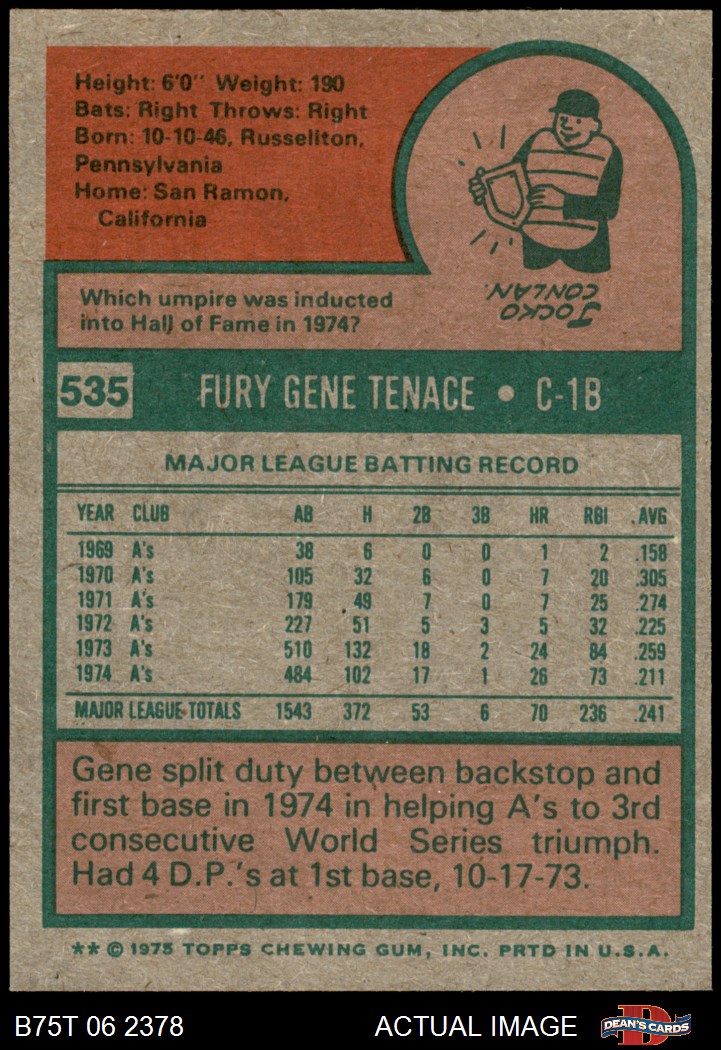 Height: 6'0" Weight: 190
Bats: Right Throws: Right
Born: 10-10-46, Russellton,
Pennsylvania
Home: San Ramon,
California
JOCKO
CONLAN.
Which umpire was inducted
into Hall of Fame in 1974?
535 FURY GENE TENACE • C-1B
MAJOR LEAGUE BATTING RECORD
YEAR CLUB AB H 2B 3B HR RBI .AVG
1969 A's 38 6 0 0 1 2 .158
1970 A's 105 32 6 0 7 20 .305
1971 A's 179 49 7 0 7 25 .274
1972 A's 227 51 5 3 5 32 .225
1973 A's 510 132 18 2 24 84 .259
1974 A's 484 102 17 1 26 73 .211
MAJOR LEAGUE TOTALS 1543 372 53 6 70 236 .241
Gene split duty between backstop and
first base in 1974 in helping A's to 3rd
consecutive World Series triumph.
Had 4 D.P.'s at 1st base, 10-17-73.
** © 1975 TOPPS CHEWING GUM, INC. PRTD IN U.S.A.
B75T 06 2378 ACTUAL IMAGE DEAN'S CARDS